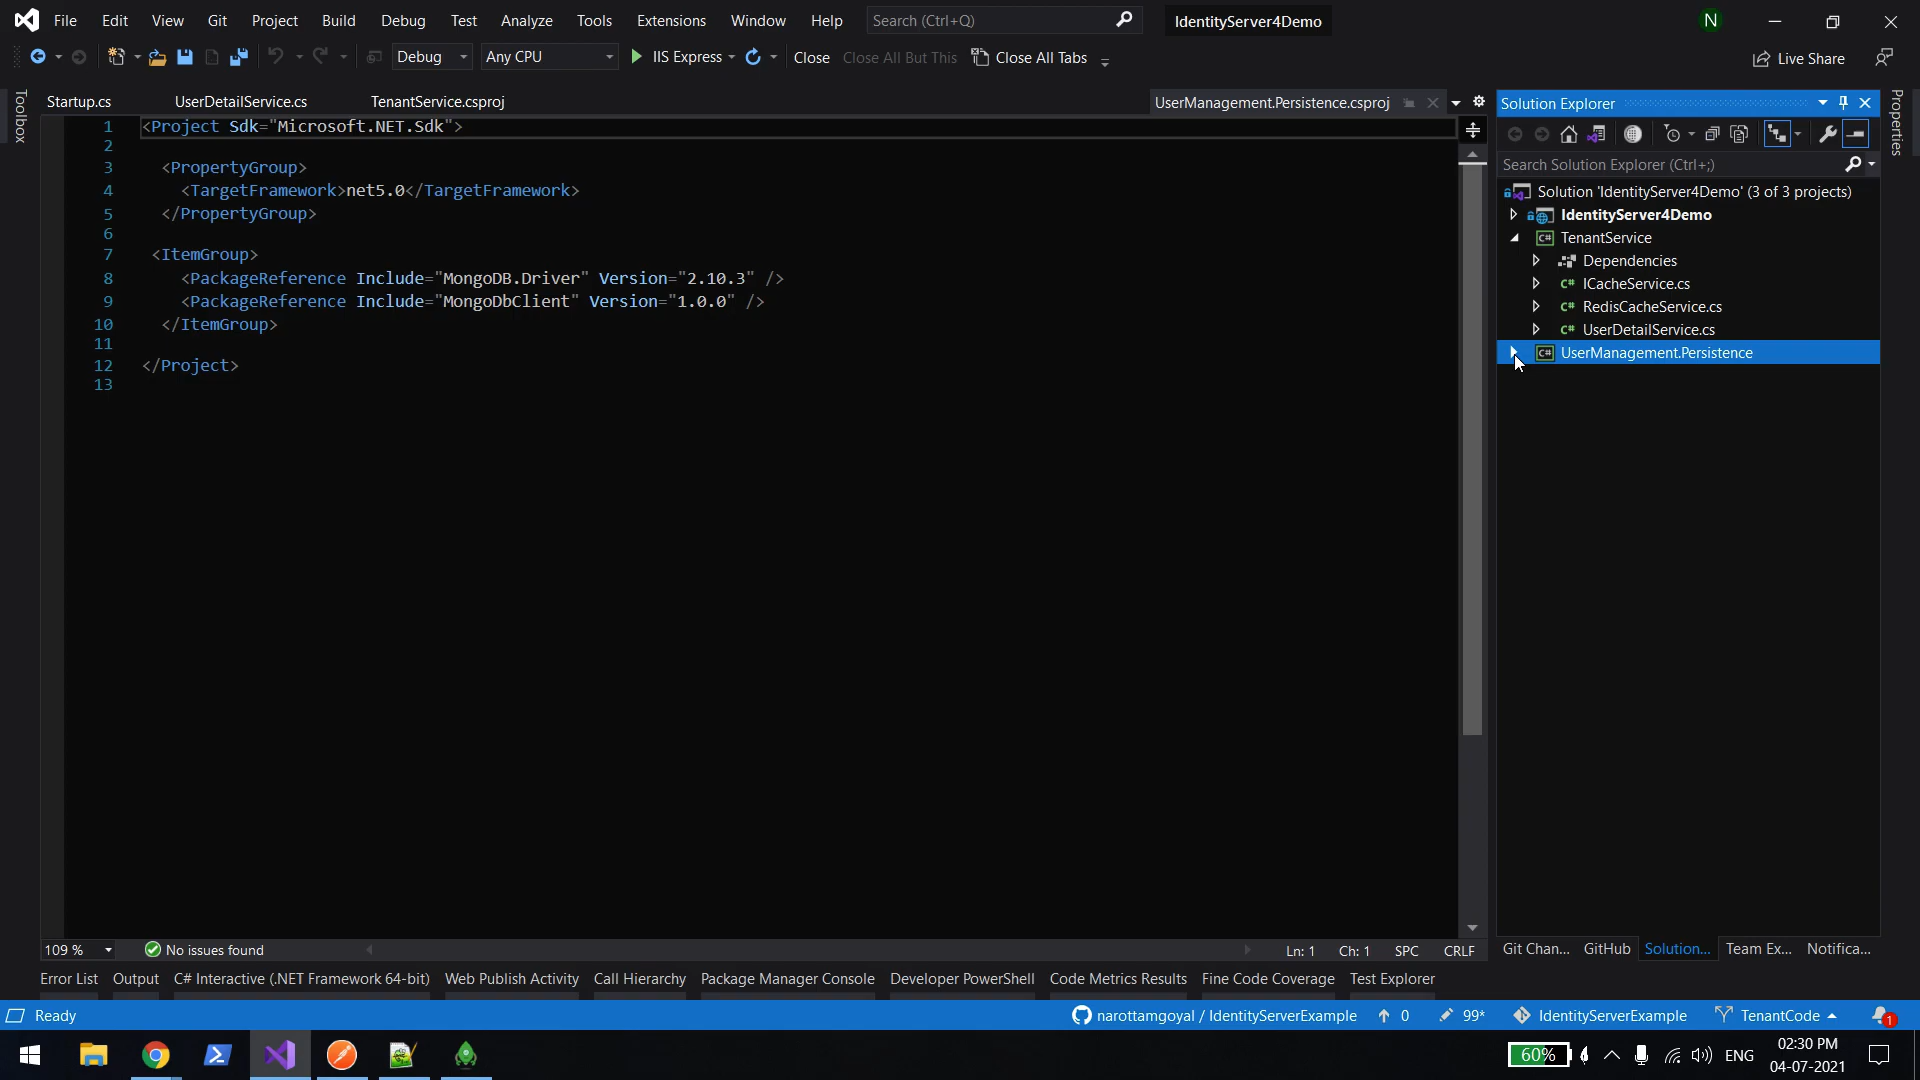 File Edit View Git Project Build Debug Test Analyze Tools Extensions Window Help Search (Ctrl+Q) IdentityServer4Demo N
Debug Any CPU IIS Express Close Close All But This Close All Tabs Live Share
Toolbox
Startup.cs UserDetailService.cs TenantService.csproj UserManagement.Persistence.csproj
1 <Project Sdk="Microsoft.NET.Sdk">
2
3 <PropertyGroup>
4 <TargetFramework>net5.0</TargetFramework>
5 </PropertyGroup>
6
7 <ItemGroup>
8 <PackageReference Include="MongoDB.Driver" Version="2.10.3" />
9 <PackageReference Include="MongoDbClient" Version="1.0.0" />
10 </ItemGroup>
11
12 </Project>
13
109 % No issues found Ln: 1 Ch: 1 SPC CRLF
Solution Explorer
Search Solution Explorer (Ctrl+;)
Solution 'IdentityServer4Demo' (3 of 3 projects)
IdentityServer4Demo
C# TenantService
Dependencies
C# ICacheService.cs
C# RedisCacheService.cs
C# UserDetailService.cs
C# UserManagement.Persistence
Git Chan... GitHub Solution... Team Ex... Notifica...
Properties
Error List Output C# Interactive (.NET Framework 64-bit) Web Publish Activity Call Hierarchy Package Manager Console Developer PowerShell Code Metrics Results Fine Code Coverage Test Explorer
Ready narottamgoyal / IdentityServerExample 0 99* IdentityServerExample TenantCode 1
60% ENG 02:30 PM
04-07-2021